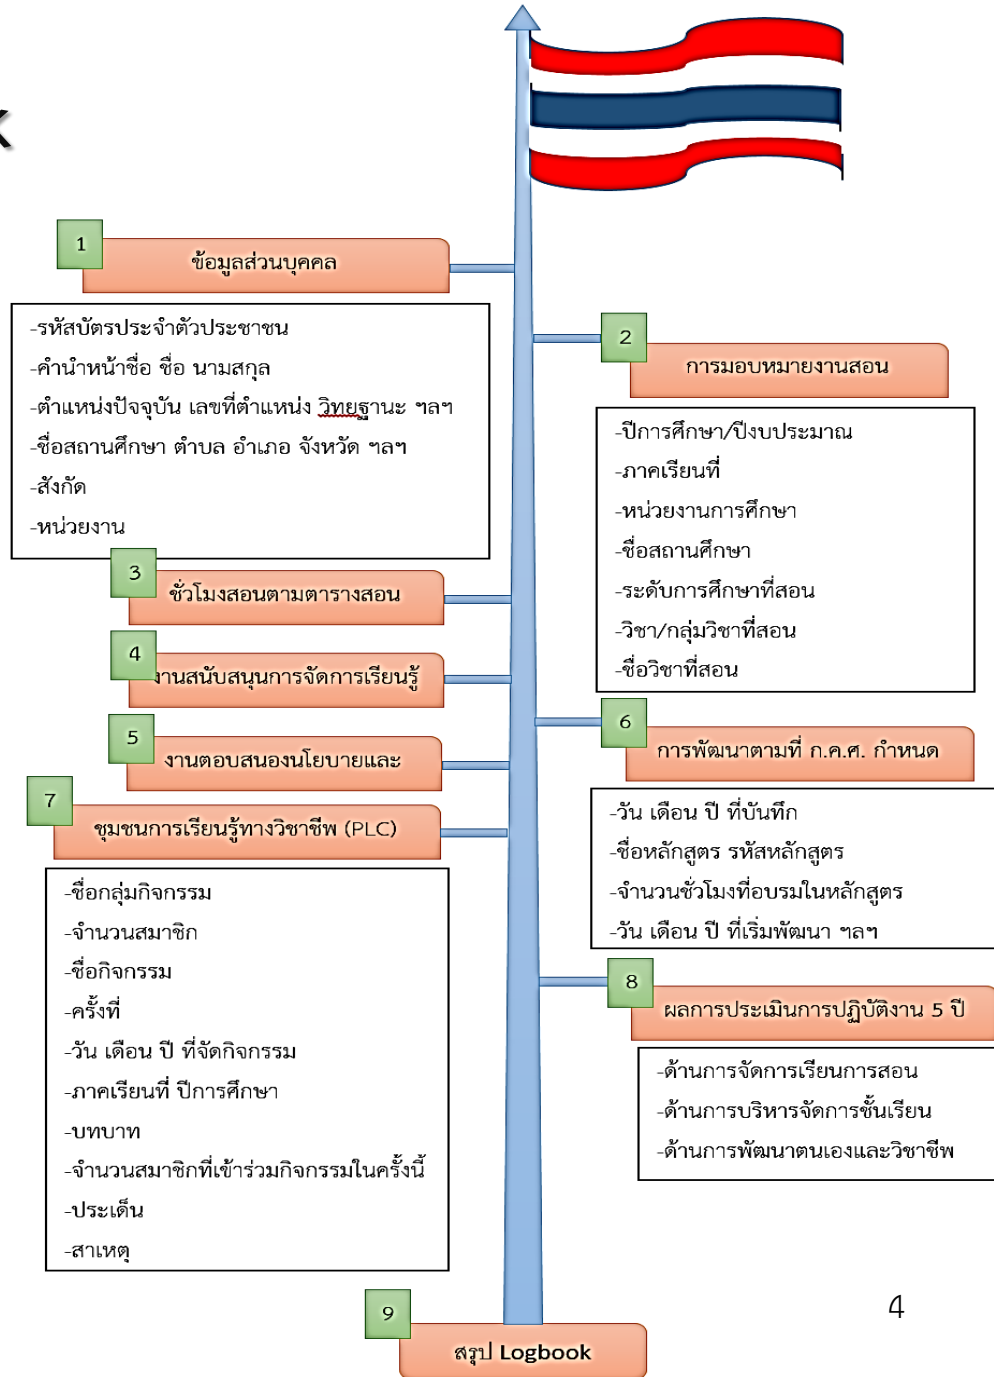 k
1
ข้อมูลส่วนบุคคล
-รหัสบัตรประจำตัวประชาชน
-คำนำหน้าชื่อ ชื่อ นามสกุล
-ตำแหน่งปัจจุบัน เลขที่ตำแหน่ง วิทยฐานะ ฯลฯ
-ชื่อสถานศึกษา ตำบล อำเภอ จังหวัด ฯลฯ
-สังกัด
-หน่วยงาน
2
การมอบหมายงานสอน
-ปีการศึกษา/ปีงบประมาณ
-ภาคเรียนที่
-หน่วยงานการศึกษา
-ชื่อสถานศึกษา
-ระดับการศึกษาที่สอน
-วิชา/กลุ่มวิชาที่สอน
-ชื่อวิชาที่สอน
3
ชั่วโมงสอนตามตารางสอน
4
งานสนับสนุนการจัดการเรียนรู้
5
งานตอบสนองนโยบายและ
6
การพัฒนาตามที่ ก.ค.ศ. กำหนด
-วัน เดือน ปี ที่บันทึก
-ชื่อหลักสูตร รหัสหลักสูตร
-จำนวนชั่วโมงที่อบรมในหลักสูตร
-วัน เดือน ปี ที่เริ่มพัฒนา ฯลฯ
7
ชุมชนการเรียนรู้ทางวิชาชีพ (PLC)
-ชื่อกลุ่มกิจกรรม
-จำนวนสมาชิก
-ชื่อกิจกรรม
-ครั้งที่
-วัน เดือน ปี ที่จัดกิจกรรม
-ภาคเรียนที่ ปีการศึกษา
-บทบาท
-จำนวนสมาชิกที่เข้าร่วมกิจกรรมในครั้งนี้
-ประเด็น
-สาเหตุ
8
ผลการประเมินการปฏิบัติงาน 5 ปี
-ด้านการจัดการเรียนการสอน
-ด้านการบริหารจัดการชั้นเรียน
-ด้านการพัฒนาตนเองและวิชาชีพ
9
สรุป Logbook
4